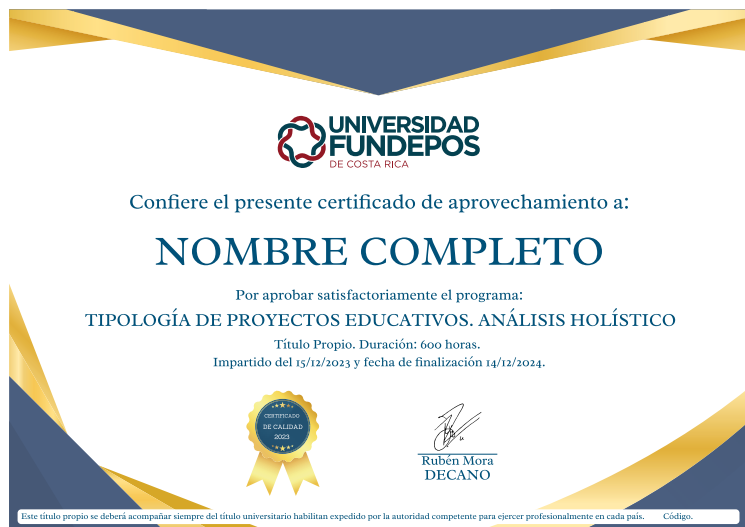 UNIVERSIDAD
FUNDEPOS
DE COSTA RICA
Confiere el presente certificado de aprovechamiento a:
NOMBRE COMPLETO
Por aprobar satisfactoriamente el programa:
TIPOLOGÍA DE PROYECTOS EDUCATIVOS. ANÁLISIS HOLÍSTICO
Título Propio. Duración: 600 horas.
Impartido del 15/12/2023 y fecha de finalización 14/12/2024.
CERTIFICADO
DE CALIDAD
2023
Rubén Mora
DECANO
Este título propio se deberá acompañar siempre del título universitario habilitan expedido por la autoridad competente para ejercer profesionalmente en cada país. Código.